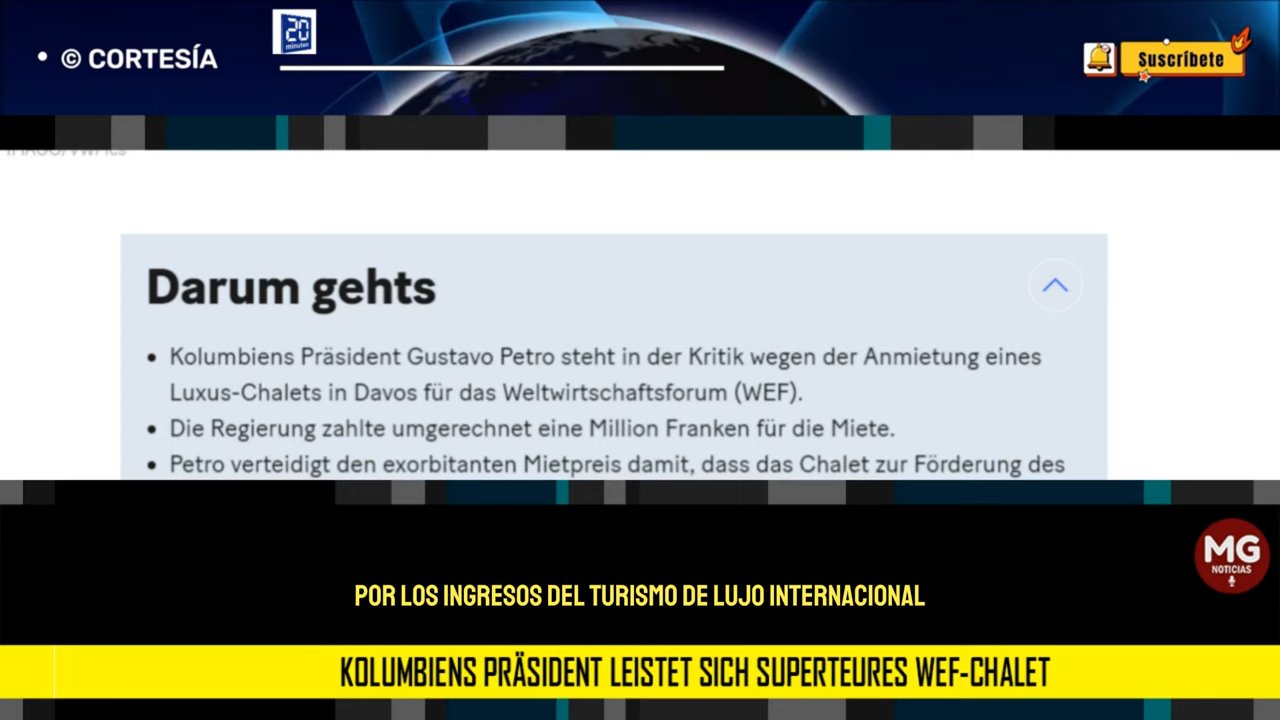 • © CORTESÍA
20
minuten
Suscríbete
Darum gehts
• Kolumbiens Präsident Gustavo Petro steht in der Kritik wegen der Anmietung eines
Luxus-Chalets in Davos für das Weltwirtschaftsforum (WEF).
• Die Regierung zahlte umgerechnet eine Million Franken für die Miete.
• Petro verteidigt den exorbitanten Mietpreis damit, dass das Chalet zur Förderung des
MG
NOTICIAS
POR LOS INGRESOS DEL TURISMO DE LUJO INTERNACIONAL
KOLUMBIENS PRÄSIDENT LEISTET SICH SUPERTEURES WEF-CHALET